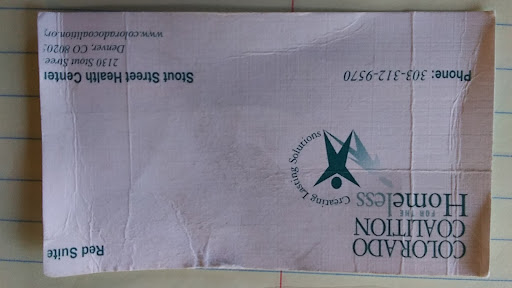 COLORADO
COALITION
FOR THE
Homeless
Creating Lasting Solutions
Red Suite
Phone: 303-312-9570
Stout Street Health Center
2130 Stout Stree
Denver, CO 8020
www.coloradocoalition.org